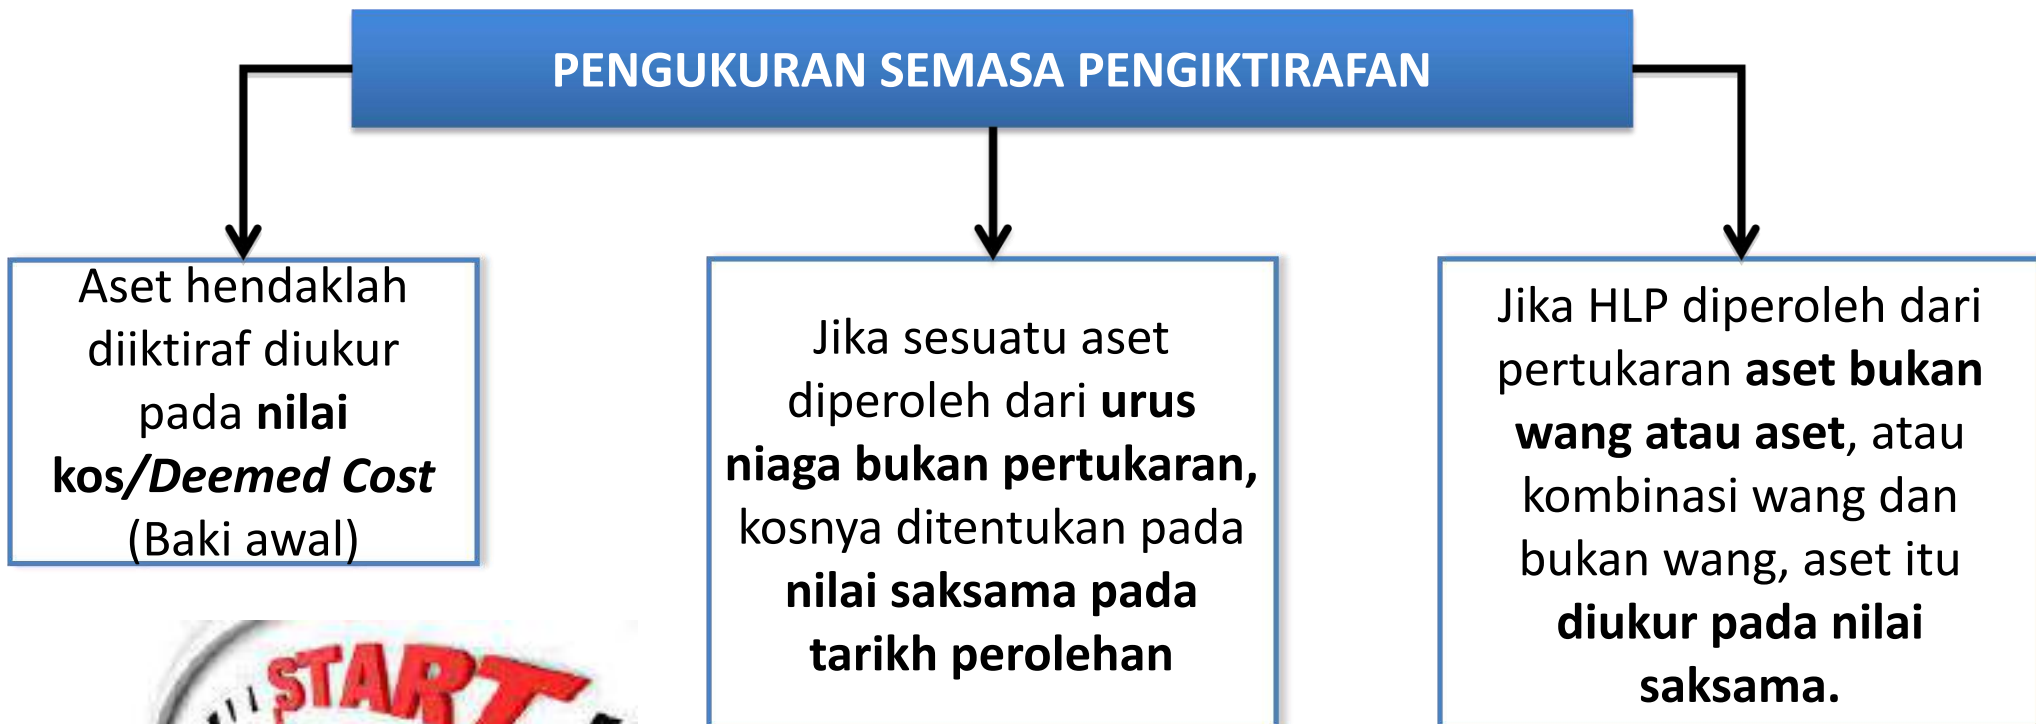 PENGUKURAN SEMASA PENGIKTIRAFAN
Aset hendaklah
diiktiraf diukur
pada nilai
kos/Deemed Cost
(Baki awal)
Jika sesuatu aset
diperoleh dari urus
niaga bukan pertukaran,
kosnya ditentukan pada
nilai saksama pada
tarikh perolehan
Jika HLP diperoleh dari
pertukaran aset bukan
wang atau aset, atau
kombinasi wang dan
bukan wang, aset itu
diukur pada nilai
saksama.
START